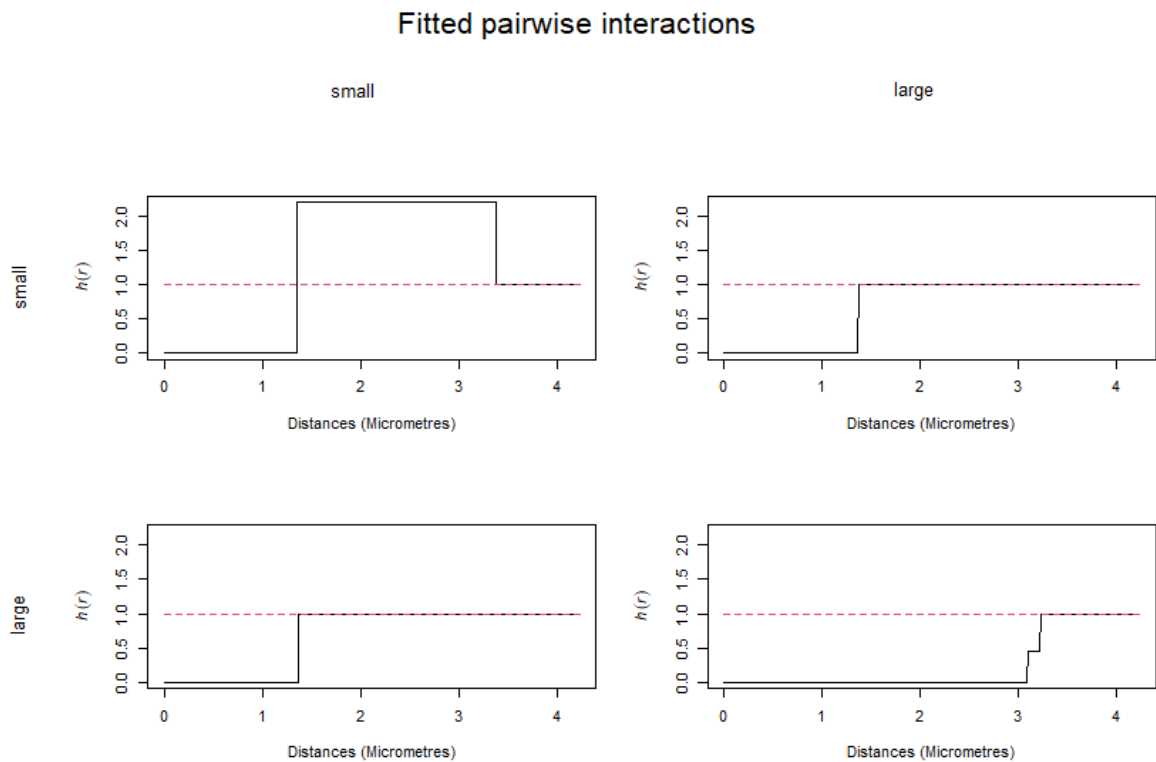 Fitted pairwise interactions
small large
small
h(r)
0.0 0.5 1.0 1.5 2.0
0 1 2 3 4
Distances (Micrometres)
h(r)
0.0 0.5 1.0 1.5 2.0
0 1 2 3 4
Distances (Micrometres)
large
h(r)
0.0 0.5 1.0 1.5 2.0
0 1 2 3 4
Distances (Micrometres)
h(r)
0.0 0.5 1.0 1.5 2.0
0 1 2 3 4
Distances (Micrometres)